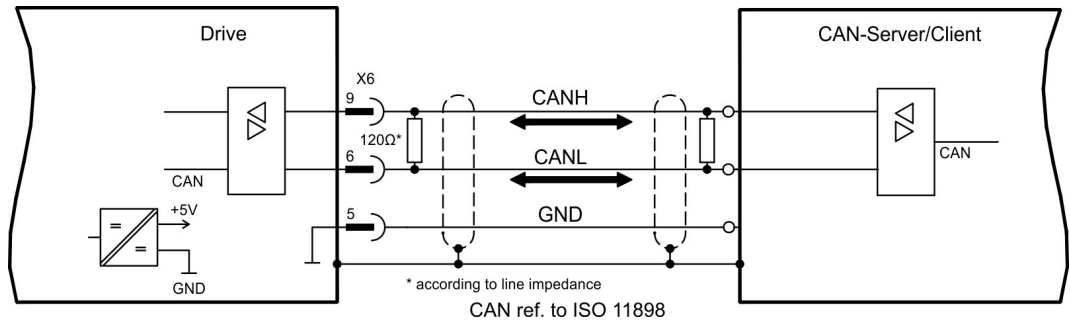 Drive
CAN-Server/Client
X6
9
CANH
120Ω*
6
CANL
CAN
CAN
+5V
5
GND
=
=
GND
* according to line impedance
CAN ref. to ISO 11898